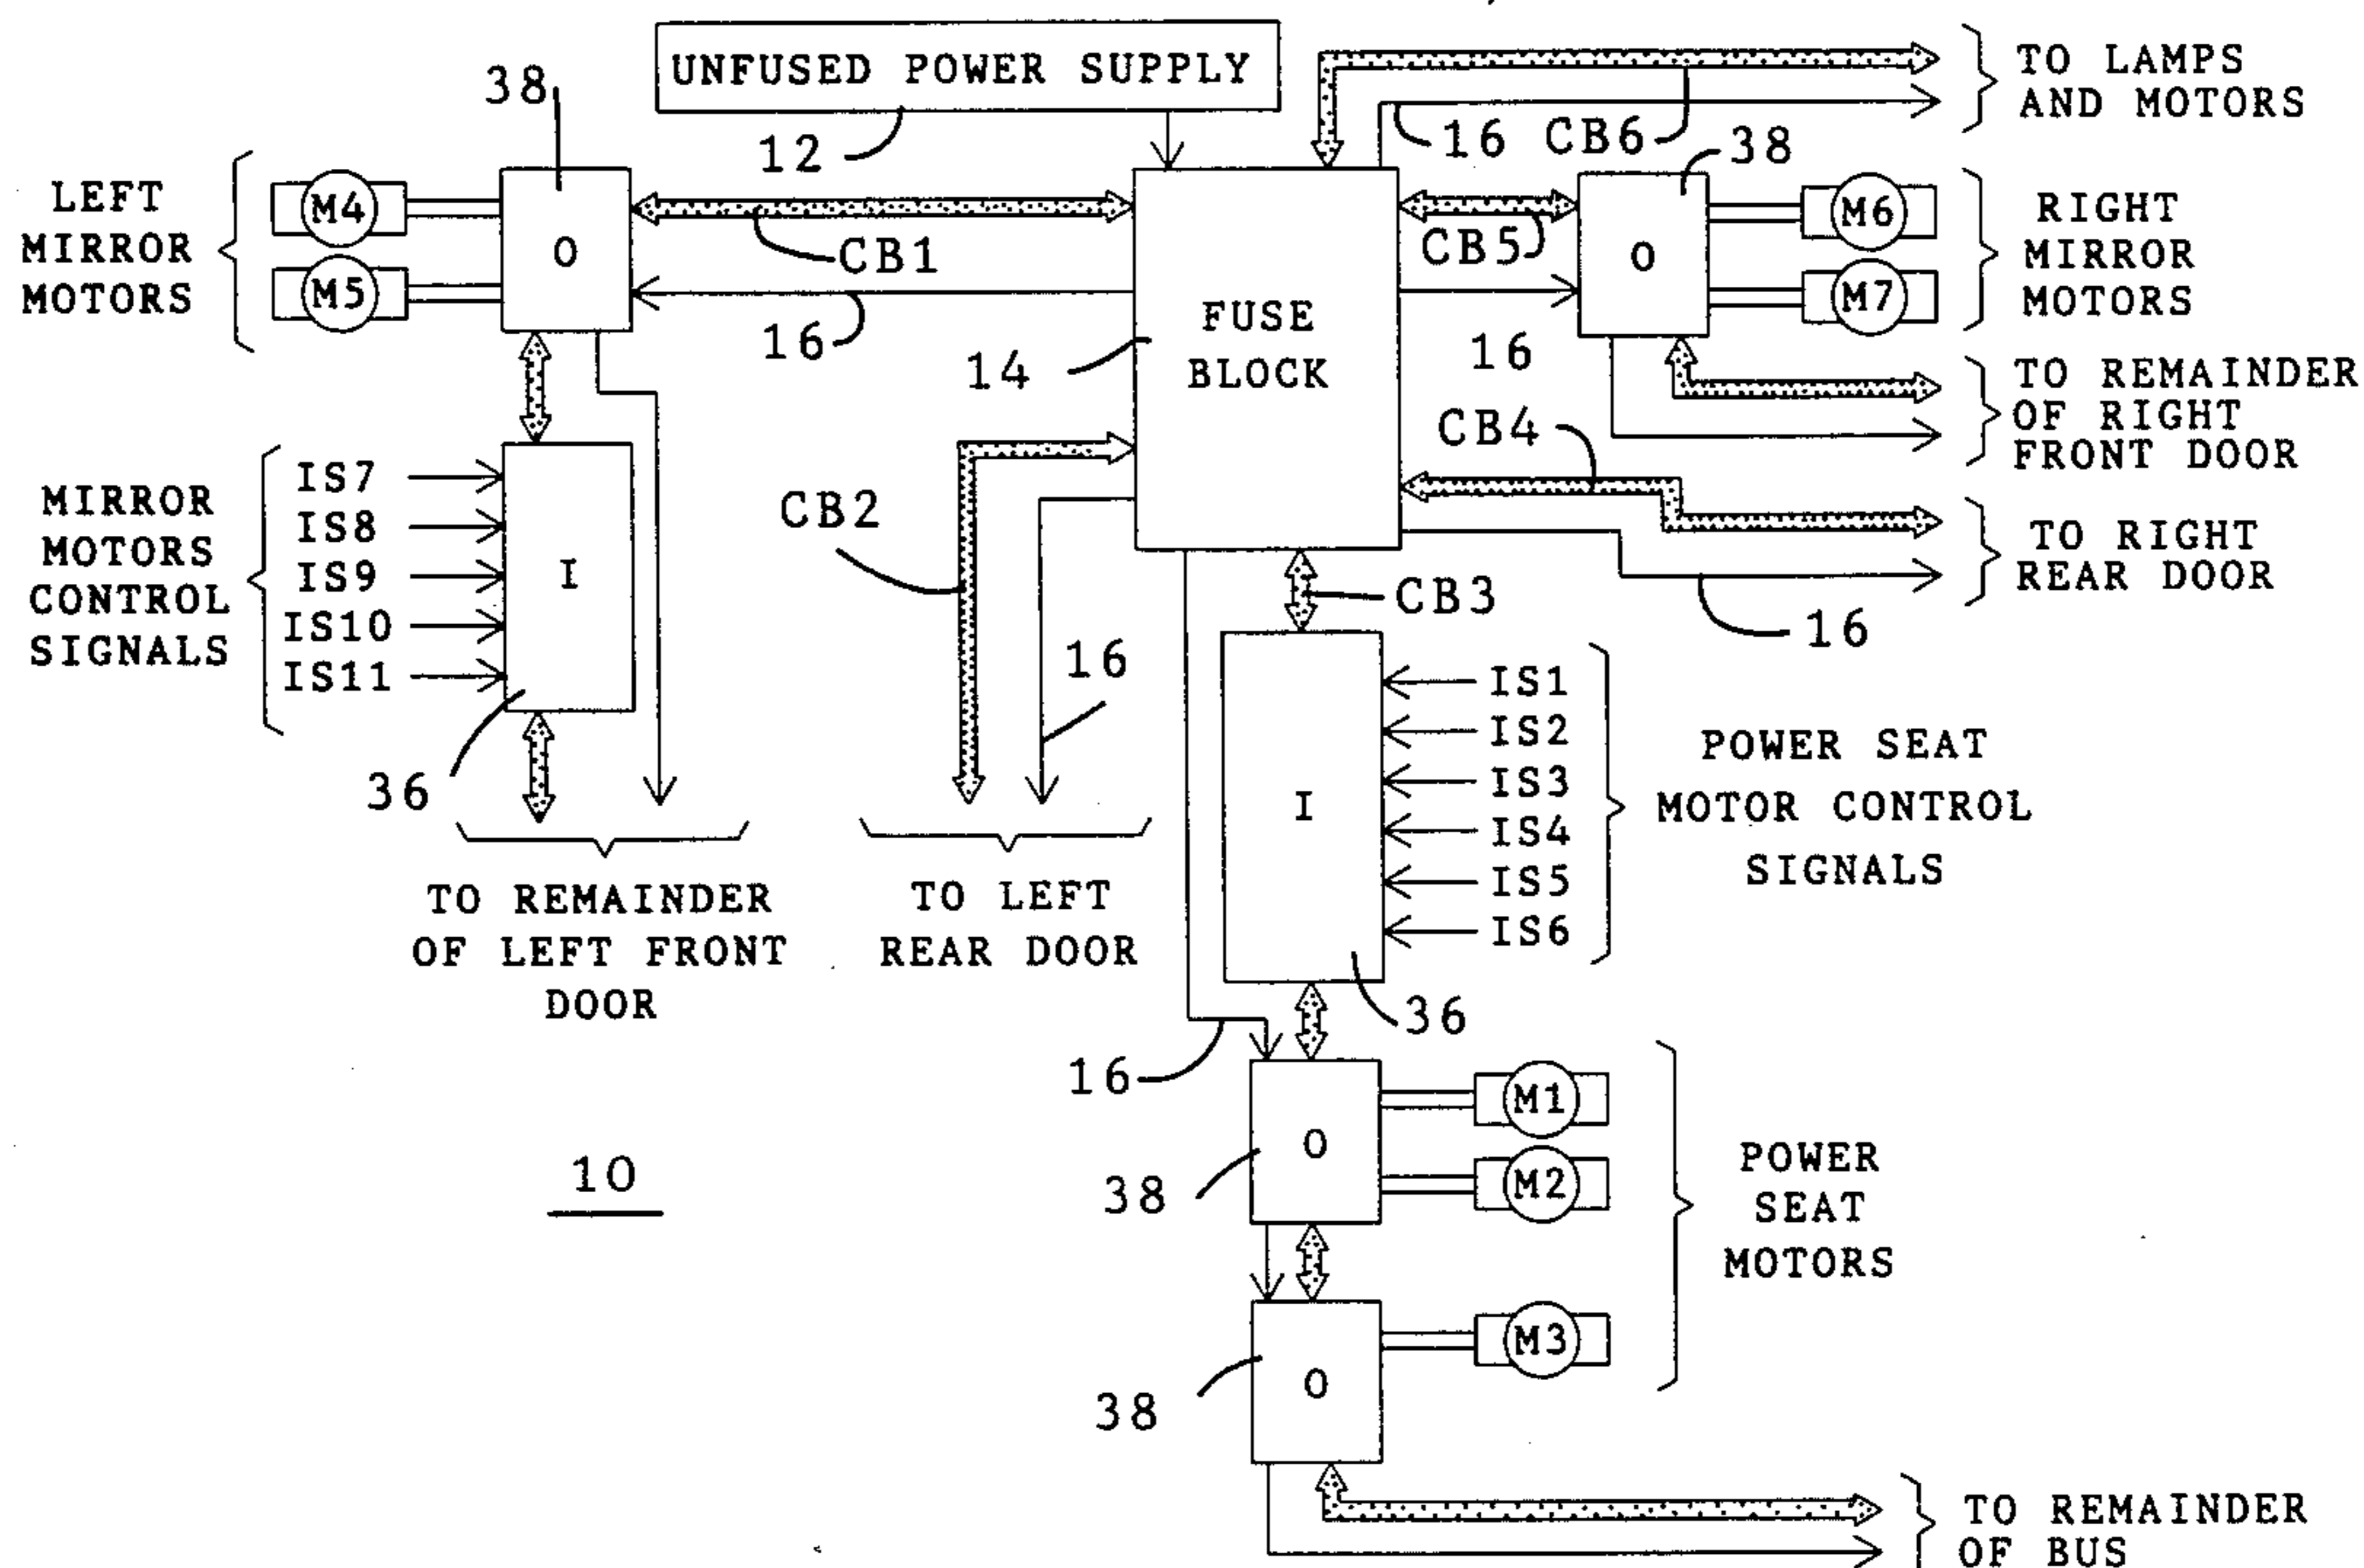 UNFUSED POWER SUPPLY
12
38
TO LAMPS
AND MOTORS
16
CB6
38
LEFT
MIRROR
MOTORS
M4
M5
O
CB1
16
FUSE
BLOCK
14
CB5
16
O
M6
M7
RIGHT
MIRROR
MOTORS
TO REMAINDER
OF RIGHT
FRONT DOOR
CB4
TO RIGHT
REAR DOOR
16
MIRROR
MOTORS
CONTROL
SIGNALS
IS7
IS8
IS9
IS10
IS11
I
36
TO REMAINDER
OF LEFT FRONT
DOOR
CB2
16
TO LEFT
REAR DOOR
CB3
I
IS1
IS2
IS3
IS4
IS5
IS6
POWER SEAT
MOTOR CONTROL
SIGNALS
36
16
O
38
M1
M2
POWER
SEAT
MOTORS
O
38
M3
10
TO REMAINDER
OF BUS